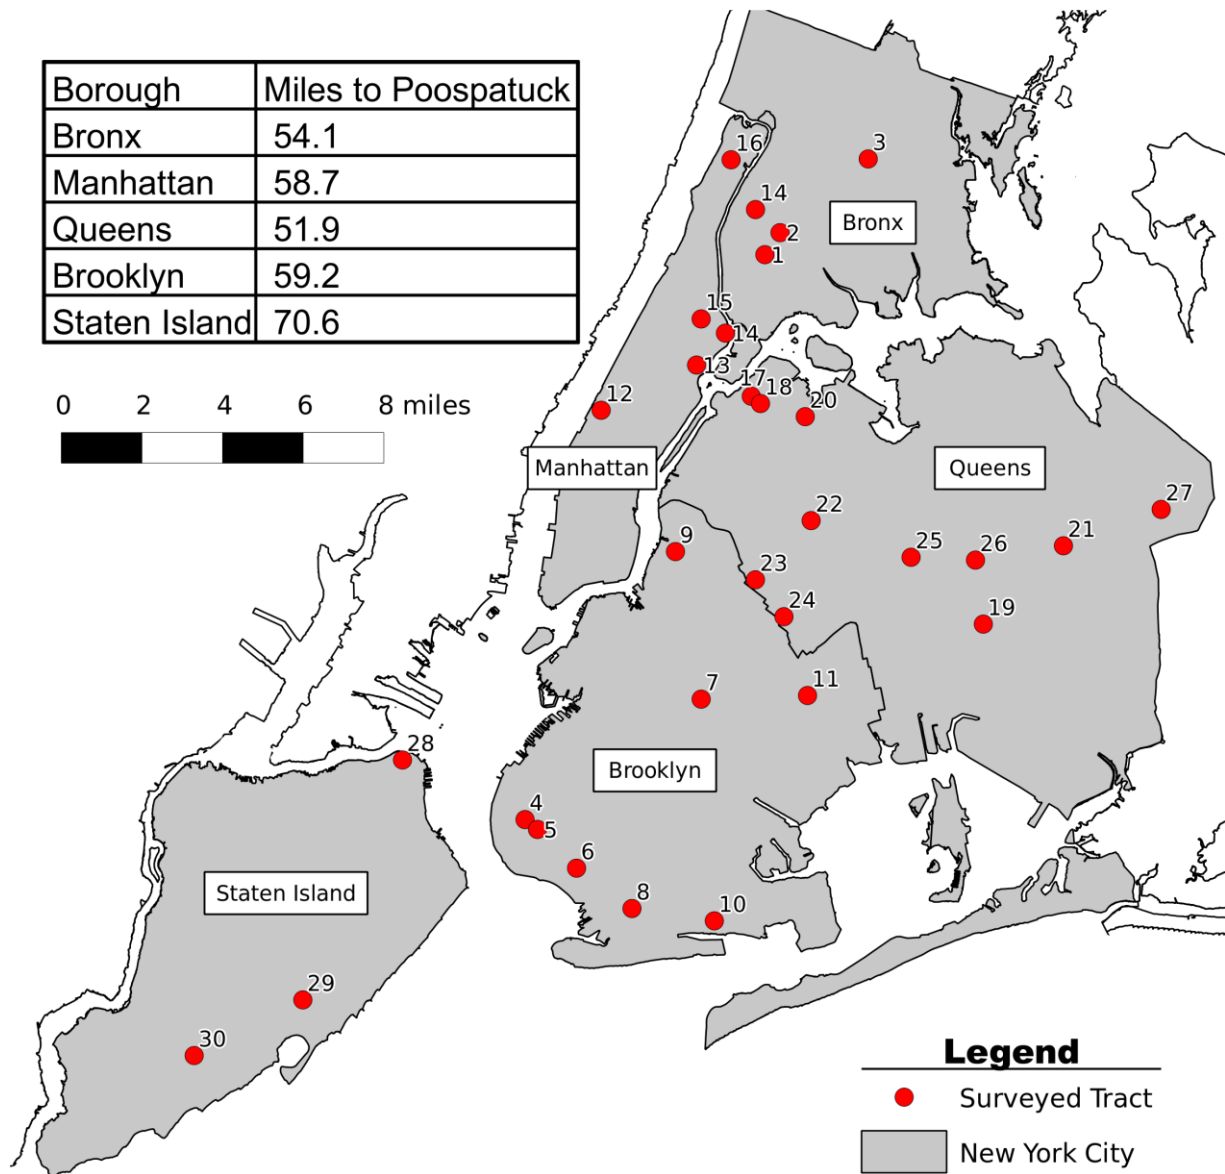 Borough Miles to Poospatuck
Bronx 54.1
Manhattan 58.7
Queens 51.9
Brooklyn 59.2
Staten Island 70.6
0 2 4 6 8 miles
16
3
14
2
Bronx
1
15
14
13
17
18
12
20
Manhattan
Queens
27
22
21
9
25
26
23
24
19
7
11
28
Brooklyn
4
5
6
Staten Island
8
10
29
30
Legend
Surveyed Tract
New York City